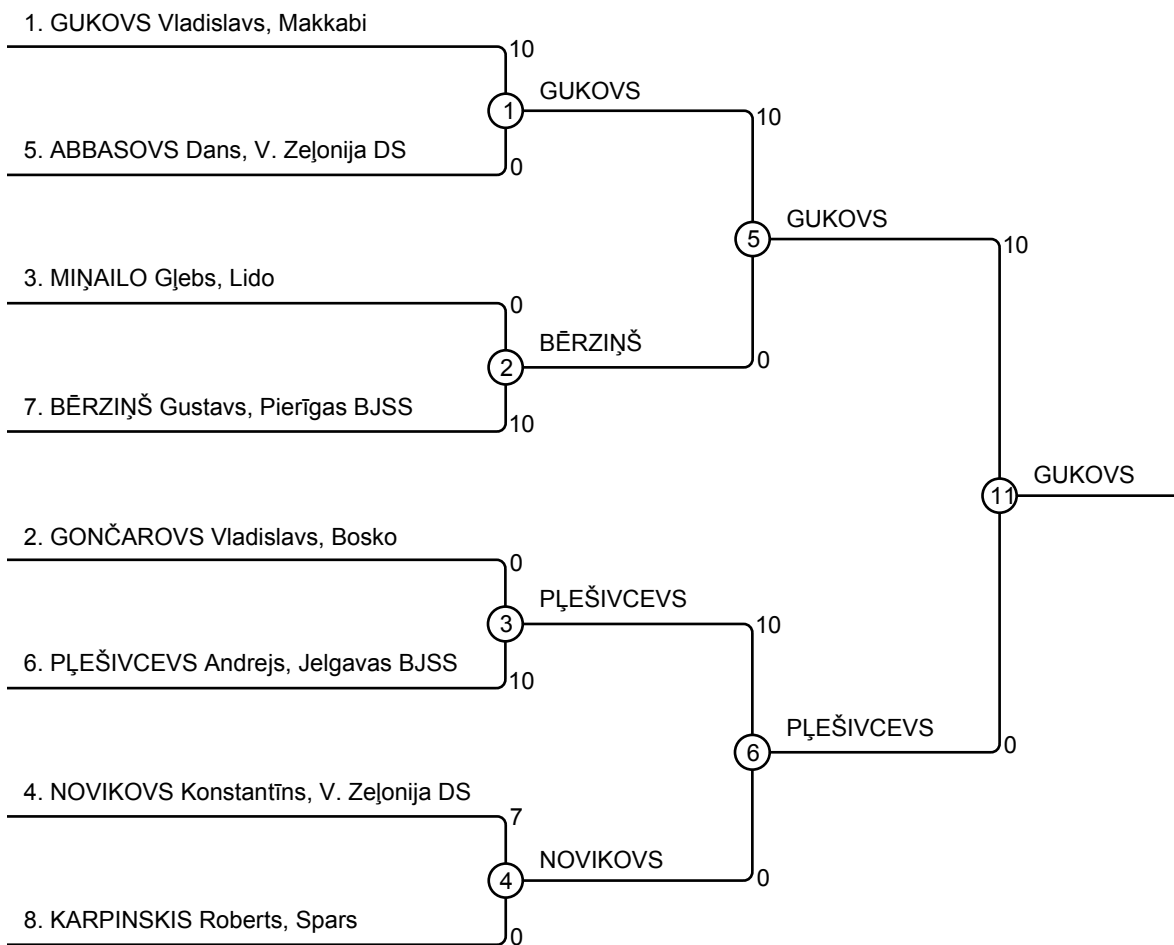 1. GUKOVS Vladislavs, Makkabi
10
1
GUKOVS
10
5. ABBASOVS Dans, V. Zeļonija DS
0
5
GUKOVS
10
3. MIŅAILO Gļebs, Lido
0
2
BĒRZIŅŠ
0
7. BĒRZIŅŠ Gustavs, Pierīgas BJSS
10
11
GUKOVS
2. GONČAROVS Vladislavs, Bosko
0
3
PĻEŠIVCEVS
10
6. PĻEŠIVCEVS Andrejs, Jelgavas BJSS
10
6
PĻEŠIVCEVS
0
4. NOVIKOVS Konstantīns, V. Zeļonija DS
7
4
NOVIKOVS
0
8. KARPINSKIS Roberts, Spars
0